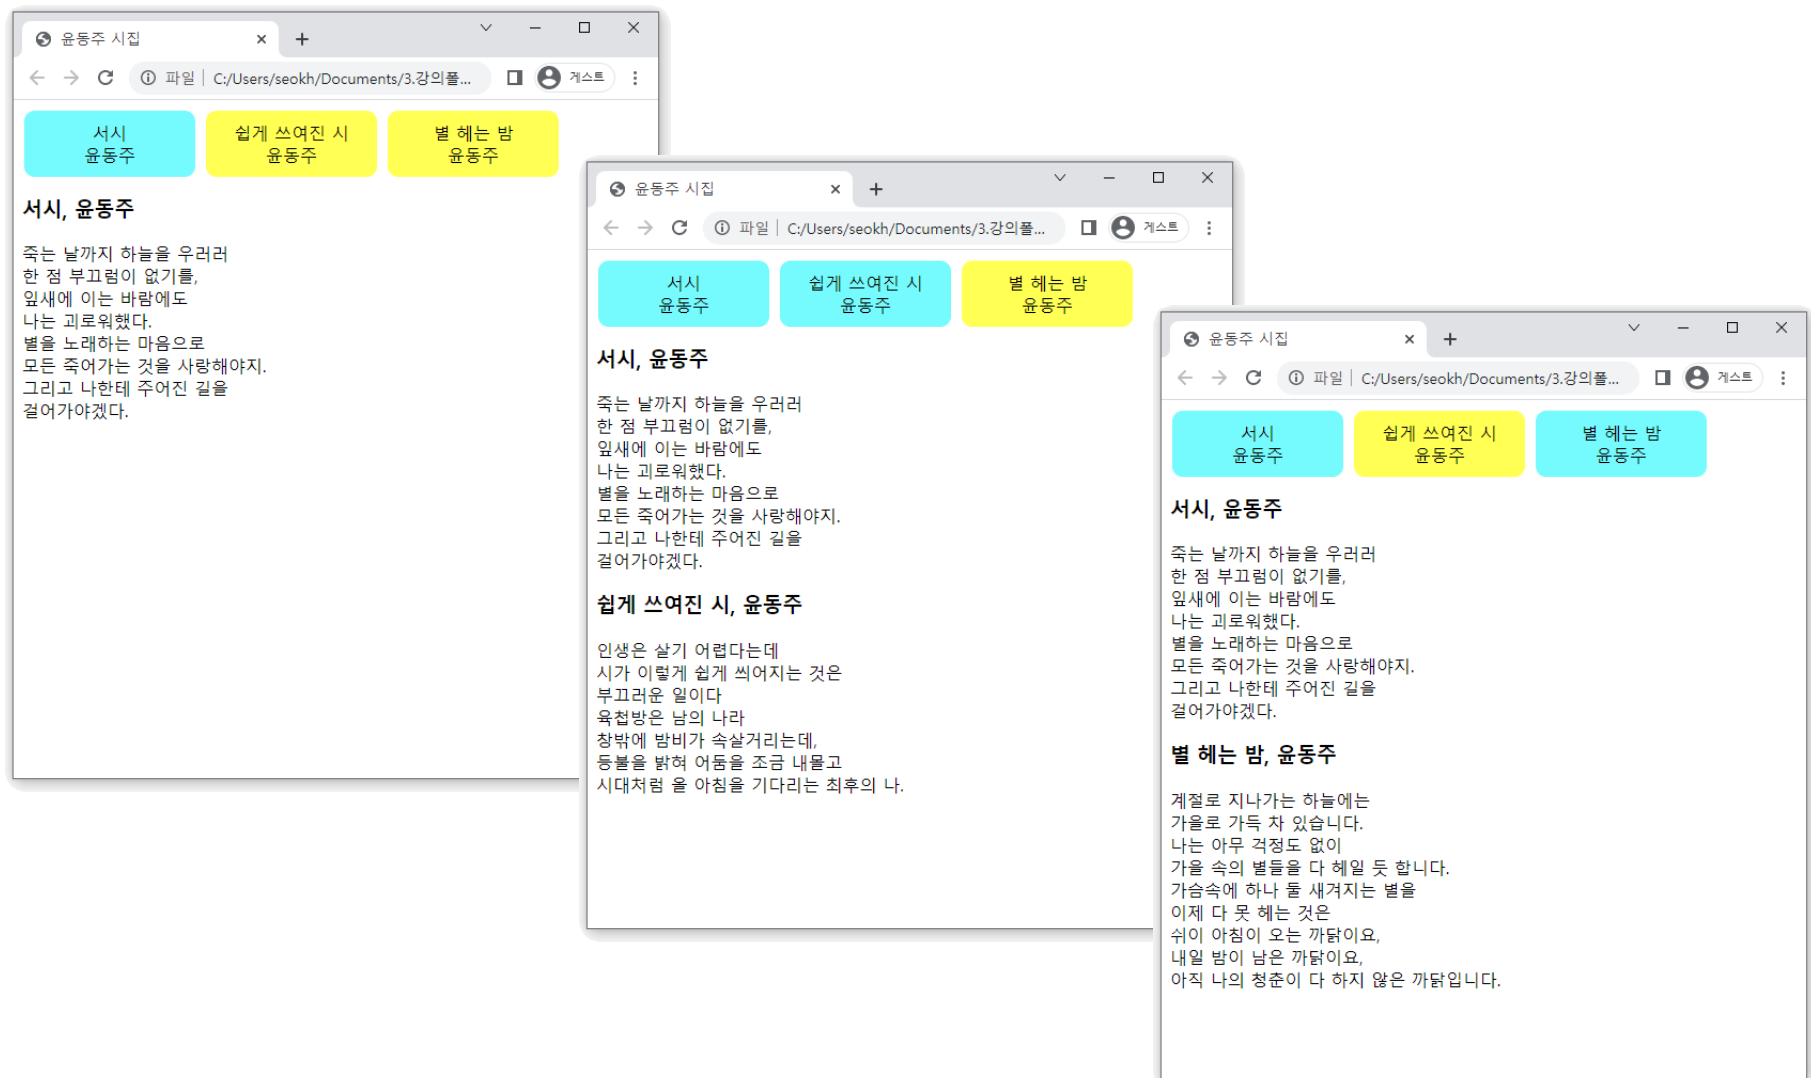 윤동주 시집
파일
C:/Users/seokh/Documents/3.강의폴...
게스트
서시
윤동주
쉽게 쓰여진 시
윤동주
별 헤는 밤
윤동주
서시, 윤동주
죽는 날까지 하늘을 우러러
한 점 부끄럼이 없기를,
잎새에 이는 바람에도
나는 괴로워했다.
별을 노래하는 마음으로
모든 죽어가는 것을 사랑해야지.
그리고 나한테 주어진 길을
걸어가야겠다.
윤동주 시집
파일
C:/Users/seokh/Documents/3.강의폴...
게스트
서시
윤동주
쉽게 쓰여진 시
윤동주
별 헤는 밤
윤동주
서시, 윤동주
죽는 날까지 하늘을 우러러
한 점 부끄럼이 없기를,
잎새에 이는 바람에도
나는 괴로워했다.
별을 노래하는 마음으로
모든 죽어가는 것을 사랑해야지.
그리고 나한테 주어진 길을
걸어가야겠다.
쉽게 쓰여진 시, 윤동주
인생은 살기 어렵다는데
시가 이렇게 쉽게 씌어지는 것은
부끄러운 일이다
육첩방은 남의 나라
창밖에 밤비가 속살거리는데,
등불을 밝혀 어둠을 조금 내몰고
시대처럼 올 아침을 기다리는 최후의 나.
윤동주 시집
파일
C:/Users/seokh/Documents/3.강의폴...
게스트
서시
윤동주
쉽게 쓰여진 시
윤동주
별 헤는 밤
윤동주
서시, 윤동주
죽는 날까지 하늘을 우러러
한 점 부끄럼이 없기를,
잎새에 이는 바람에도
나는 괴로워했다.
별을 노래하는 마음으로
모든 죽어가는 것을 사랑해야지.
그리고 나한테 주어진 길을
걸어가야겠다.
별 헤는 밤, 윤동주
계절로 지나가는 하늘에는
가을로 가득 차 있습니다.
나는 아무 걱정도 없이
가을 속의 별들을 다 헤일 듯 합니다.
가슴속에 하나 둘 새겨지는 별을
이제 다 못 헤는 것은
쉬이 아침이 오는 까닭이요,
내일 밤이 남은 까닭이요,
아직 나의 청춘이 다 하지 않은 까닭입니다.